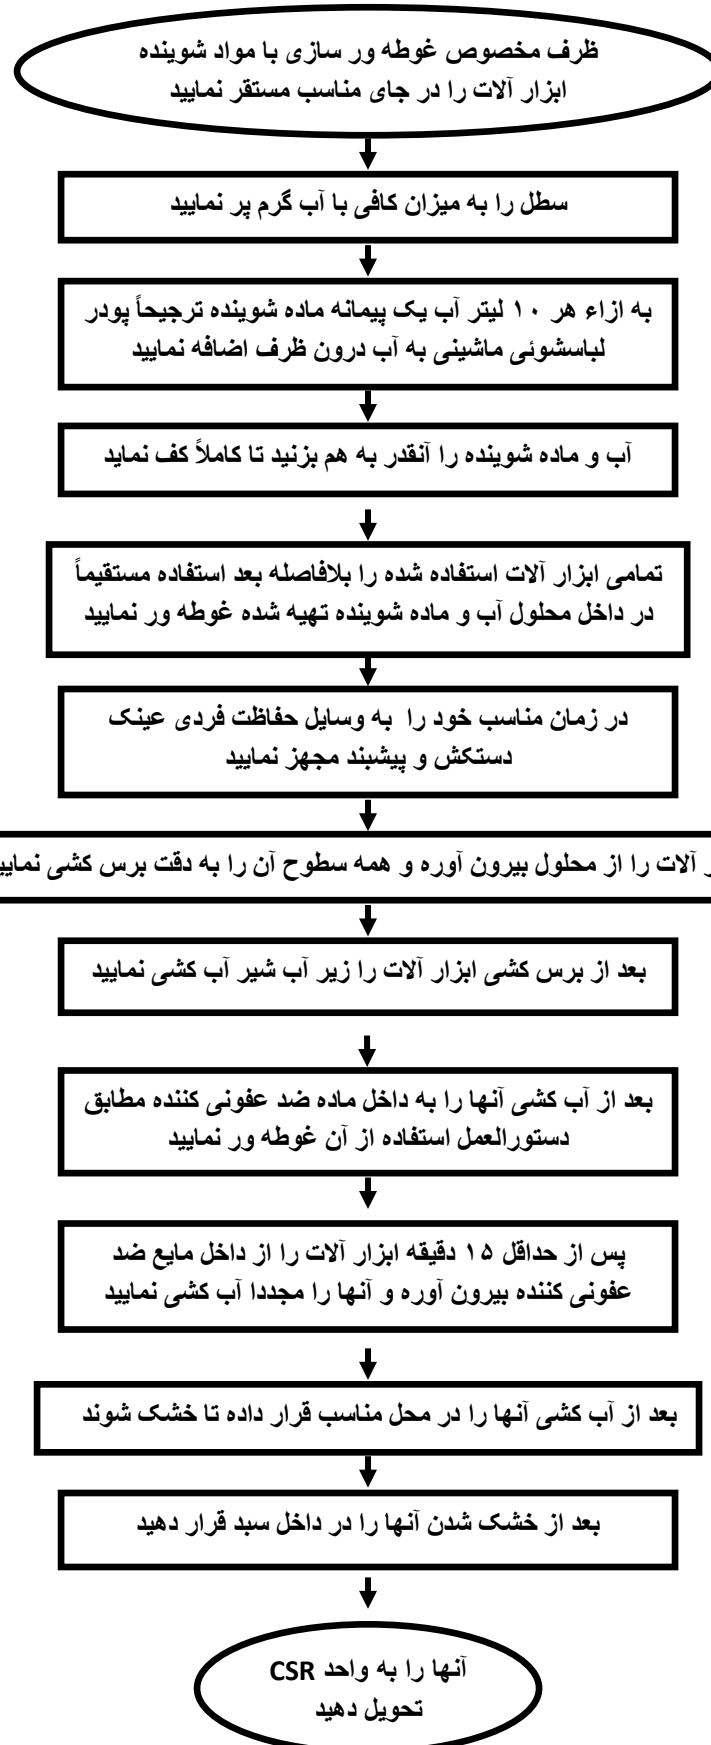 ظرف مخصوص غوطه ور سازی با مواد شوینده
ابزار آلات را در جای مناسب مستقر نمایید
سطل را به میزان کافی با آب گرم پر نمایید
به ازاء هر ۱۰ لیتر آب یک پیمانه ماده شوینده ترجیحاً پودر
لباسشوئی ماشینی به آب درون ظرف اضافه نمایید
آب و ماده شوینده را آنقدر به هم بزنید تا کاملاً کف نماید
تمامی ابزار آلات استفاده شده را بلافاصله بعد استفاده مستقیماً
در داخل محلول آب و ماده شوینده تهیه شده غوطه ور نمایید
در زمان مناسب خود را به وسایل حفاظت فردی عینک
دستکش و پیشبند مجهز نمایید
آلات را از محلول بیرون آوره و همه سطوح آن را به دقت برس کشی
بعد از برس کشی ابزار آلات را زیر آب شیر آب کشی نمایید
بعد از آب کشی آنها را به داخل ماده ضد عفونی کننده مطابق
دستورالعمل استفاده از آن غوطه ور نمایید
پس از حداقل ۱۵ دقیقه ابزار آلات را از داخل مایع ضد
عفونی کننده بیرون آوره و آنها را مجددا آب کشی نمایید
بعد از آب کشی آنها را در محل مناسب قرار داده تا خشک شوند
بعد از خشک شدن آنها را در داخل سبد قرار دهید
آنها را به واحد CSR
تحویل دهید